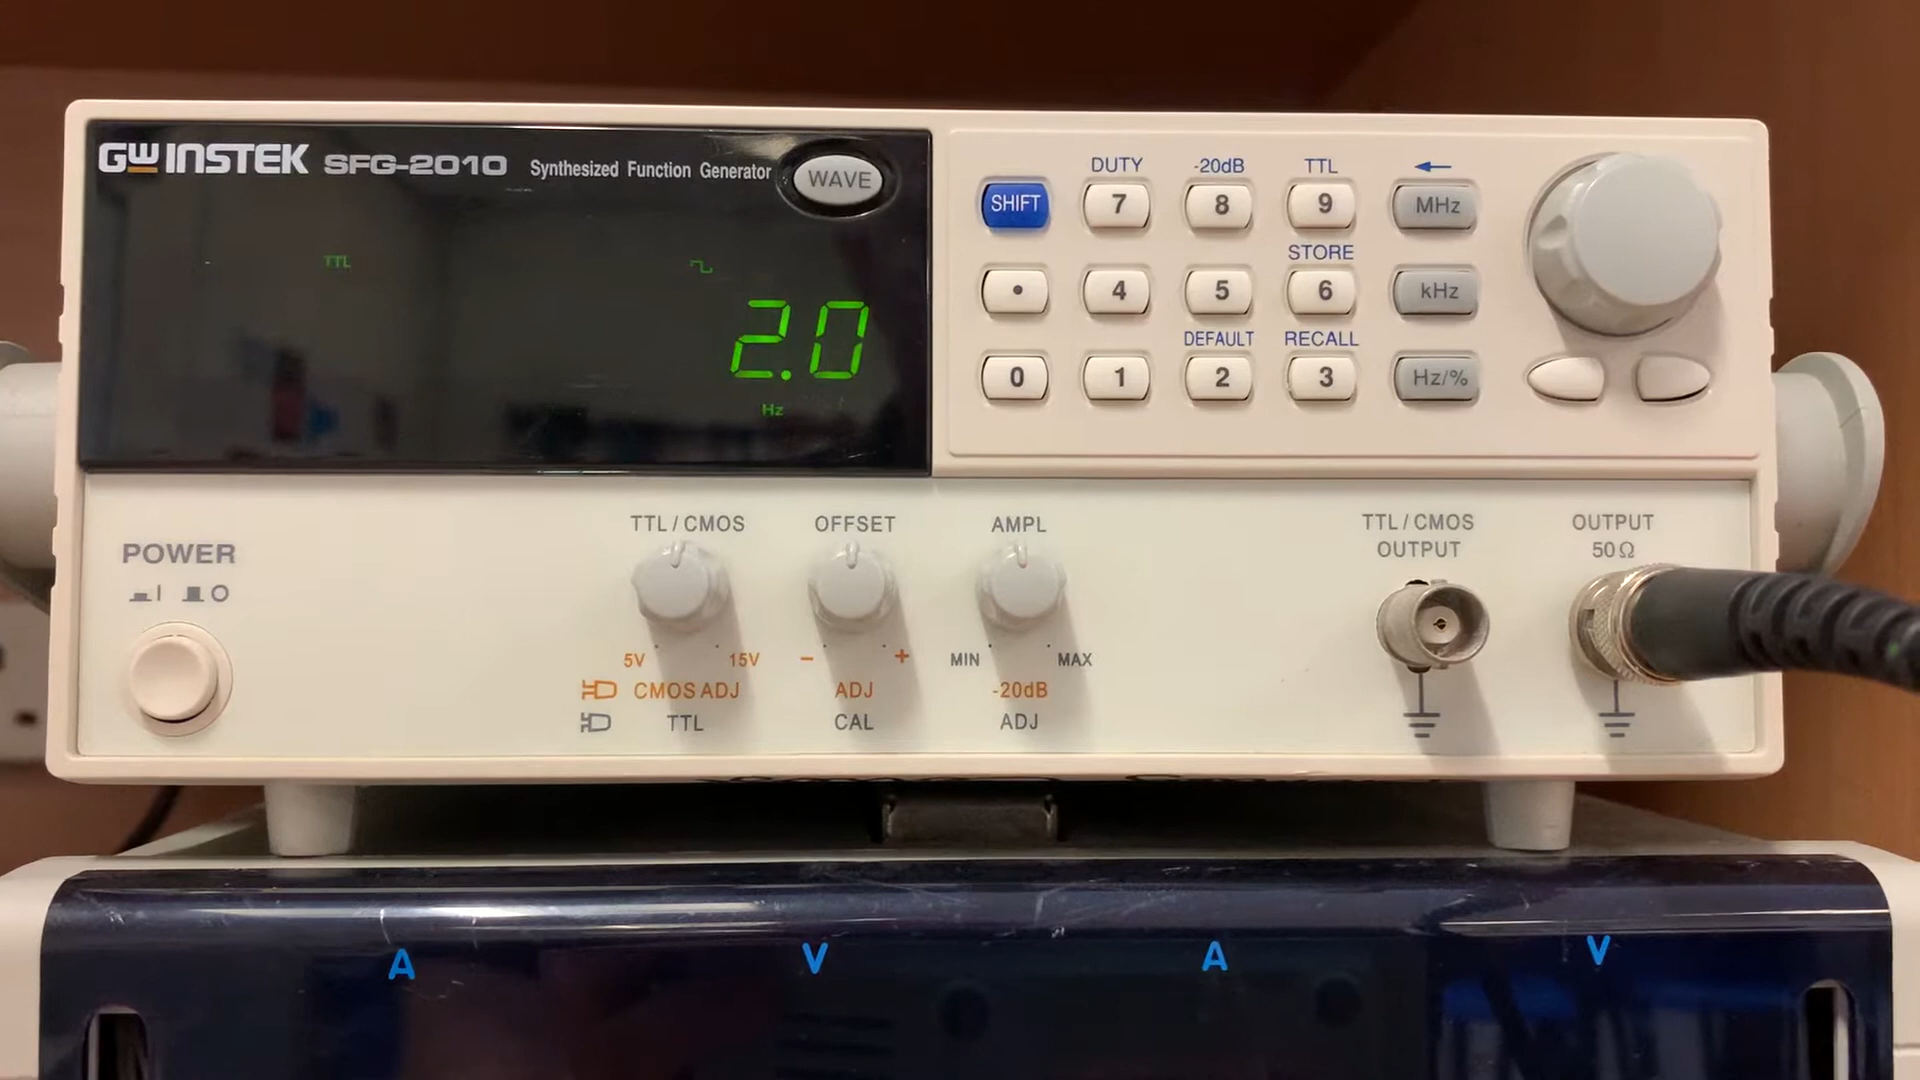 GW INSTEK SFG-2010 Synthesized Function Generator
WAVE
TTL
2.0
Hz
DUTY -20dB TTL
SHIFT 7 8 9 MHz
STORE
. 4 5 6 kHz
DEFAULT RECALL
0 1 2 3 Hz/%
POWER
TTL / CMOS OFFSET AMPL
TTL / CMOS OUTPUT
OUTPUT 50Ω
5V 15V - + MIN MAX
CMOS ADJ ADJ -20dB
TTL CAL ADJ
A V A V